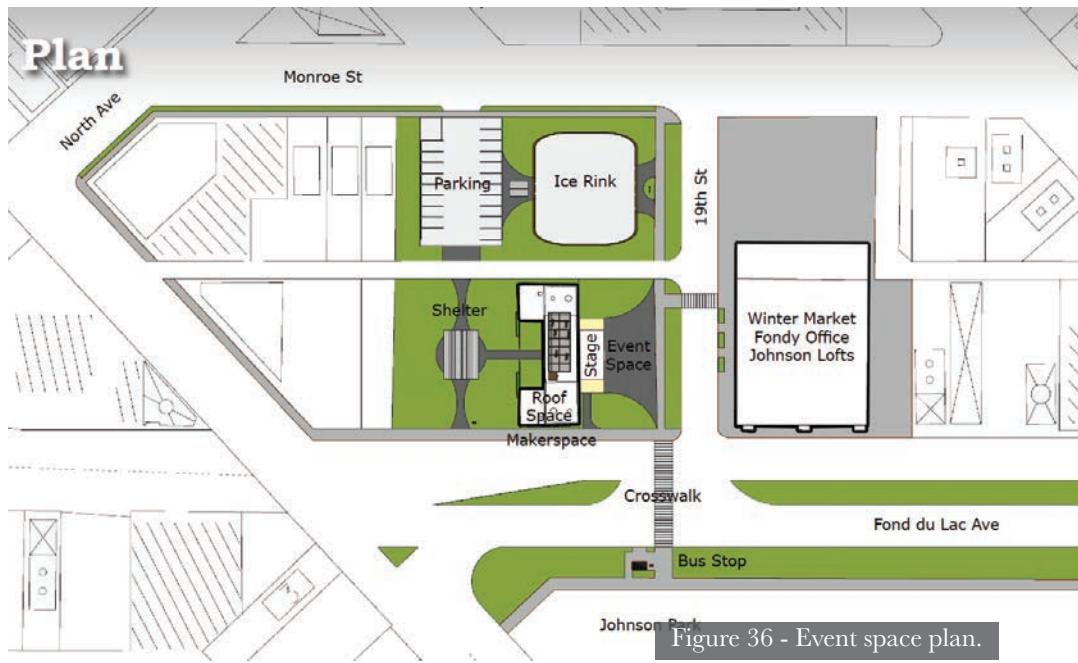 Plan
Monroe St
North Ave
Parking
Ice Rink
19th St
Shelter
Stage
Event
Space
Winter Market
Fondy Office
Johnson Lofts
Roof
Space
Makerspace
Crosswalk
Fond du Lac Ave
Bus Stop
Johnson Park
Figure 36 - Event space plan.